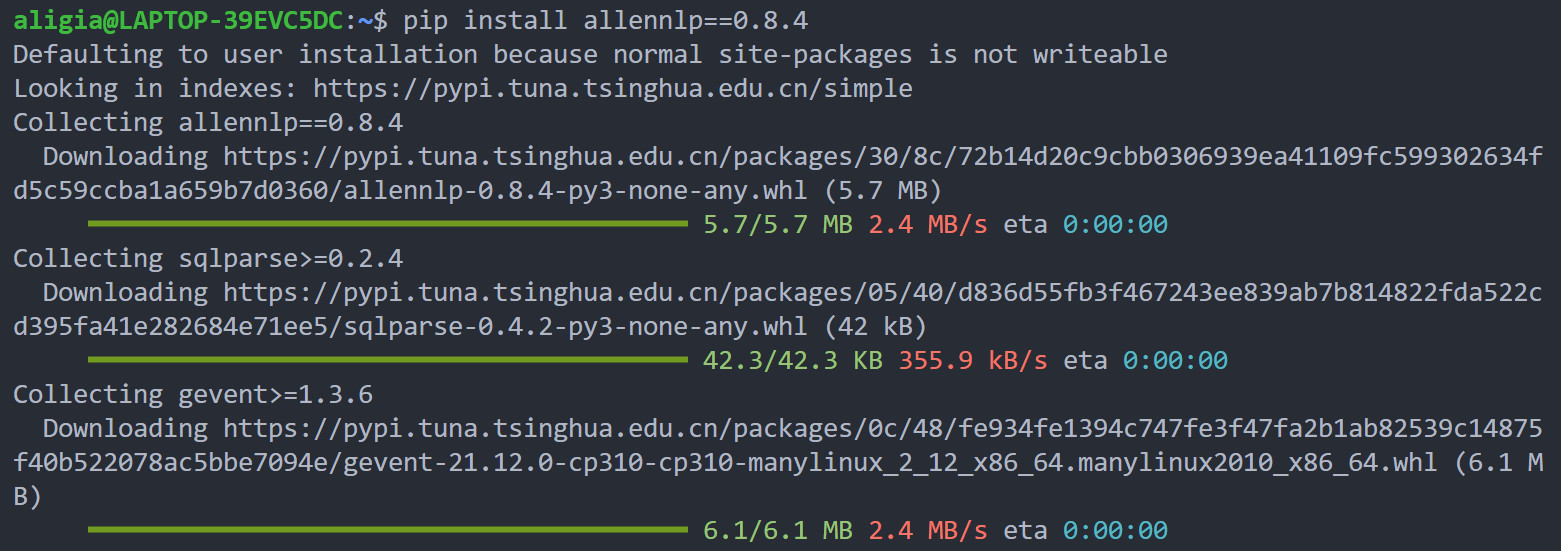 aligia@LAPTOP-39EVC5DC:~$ pip install allennlp==0.8.4
Defaulting to user installation because normal site-packages is not writeable
Looking in indexes: https://pypi.tuna.tsinghua.edu.cn/simple
Collecting allennlp==0.8.4
  Downloading https://pypi.tuna.tsinghua.edu.cn/packages/30/8c/72b14d20c9cbb0306939ea41109fc599302634f
d5c59ccba1a659b7d0360/allennlp-0.8.4-py3-none-any.whl (5.7 MB)
5.7/5.7 MB 2.4 MB/s eta 0:00:00
Collecting sqlparse>=0.2.4
  Downloading https://pypi.tuna.tsinghua.edu.cn/packages/05/40/d836d55fb3f467243ee839ab7b814822fda522c
d395fa41e282684e71ee5/sqlparse-0.4.2-py3-none-any.whl (42 kB)
42.3/42.3 KB 355.9 kB/s eta 0:00:00
Collecting gevent>=1.3.6
  Downloading https://pypi.tuna.tsinghua.edu.cn/packages/0c/48/fe934fe1394c747fe3f47fa2b1ab82539c14875
f40b522078ac5bbe7094e/gevent-21.12.0-cp310-cp310-manylinux_2_12_x86_64.manylinux2010_x86_64.whl (6.1 M
B)
6.1/6.1 MB 2.4 MB/s eta 0:00:00